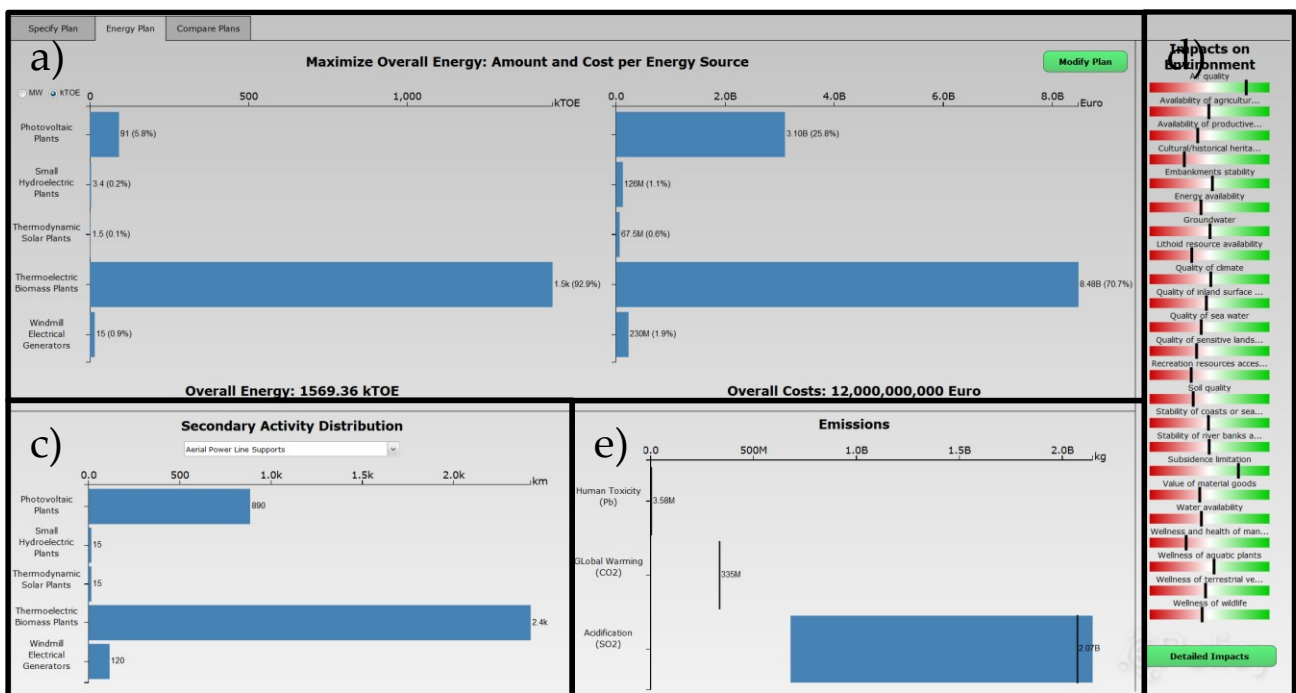 Specify Plan
Energy Plan
Compare Plans
a)
Maximize Overall Energy: Amount and Cost per Energy Source
Modify Plan
MW
kTOE
0
500
1,000
kTOE
0.0
2.0B
4.0B
6.0B
8.0B
Euro
Photovoltaic
Plants
91 (5.8%)
3.10B (25.8%)
Small
Hydroelectric
Plants
3.4 (0.2%)
126M (1.1%)
Thermodynamic
Solar Plants
1.5 (0.1%)
67.5M (0.6%)
Thermoelectric
Biomass Plants
1.5k (92.9%)
8.48B (70.7%)
Windmill
Electrical
Generators
15 (0.9%)
230M (1.9%)
Overall Energy: 1569.36 kTOE
Overall Costs: 12,000,000,000 Euro
c)
Secondary Activity Distribution
Aerial Power Line Supports
0.0
500
1.0k
1.5k
2.0k
km
Photovoltaic
Plants
890
Small
Hydroelectric
Plants
15
Thermodynamic
Solar Plants
15
Thermoelectric
Biomass Plants
2.4k
Windmill
Electrical
Generators
120
e)
Emissions
0.0
500M
1.0B
1.5B
2.0B
kg
Human Toxicity
(Pb)
3.58M
GLobal Warming
(CO2)
335M
Acidification
(SO2)
2.07B
d)
Impacts on
Environment
Air quality
Availability of agricultur...
Availability of productive...
Cultural/historical herita...
Embankments stability
Energy availability
Groundwater
Lithoid resource availability
Quality of climate
Quality of inland surface ...
Quality of sea water
Quality of sensitive lands...
Recreation resources acces...
Soil quality
Stability of coasts or sea...
Stability of river banks a...
Subsidence limitation
Value of material goods
Water availability
Wellness and health of man...
Wellness of aquatic plants
Wellness of terrestrial ve...
Wellness of wildlife
Detailed Impacts